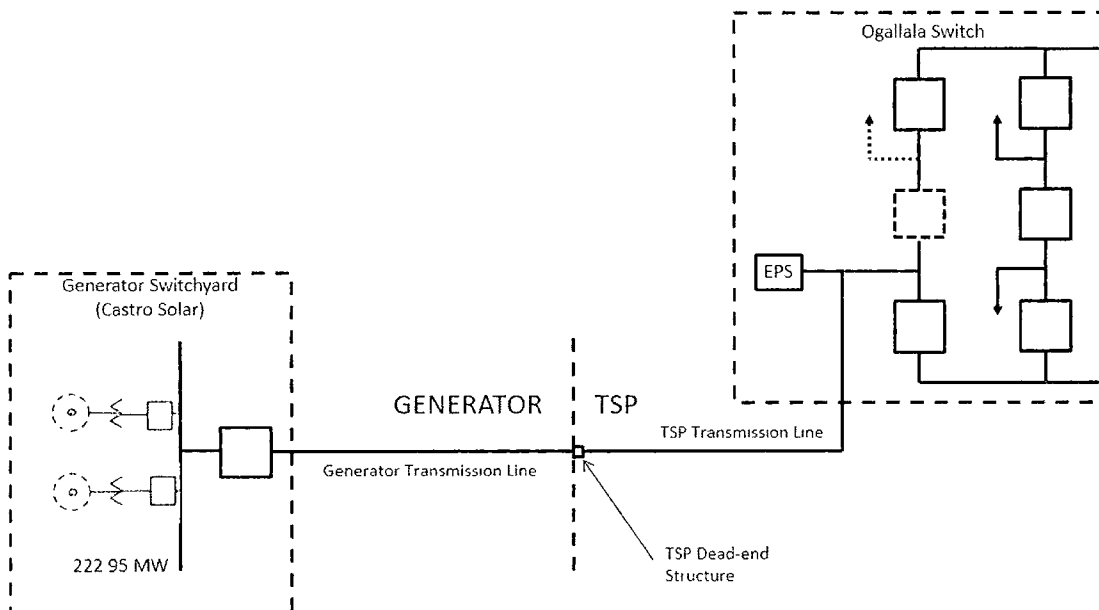 Ogallala Switch
EPS
Generator Switchyard
(Castro Solar)
GENERATOR
TSP
TSP Transmission Line
G
Generator Transmission Line
G
TSP Dead-end
Structure
222 95 MW